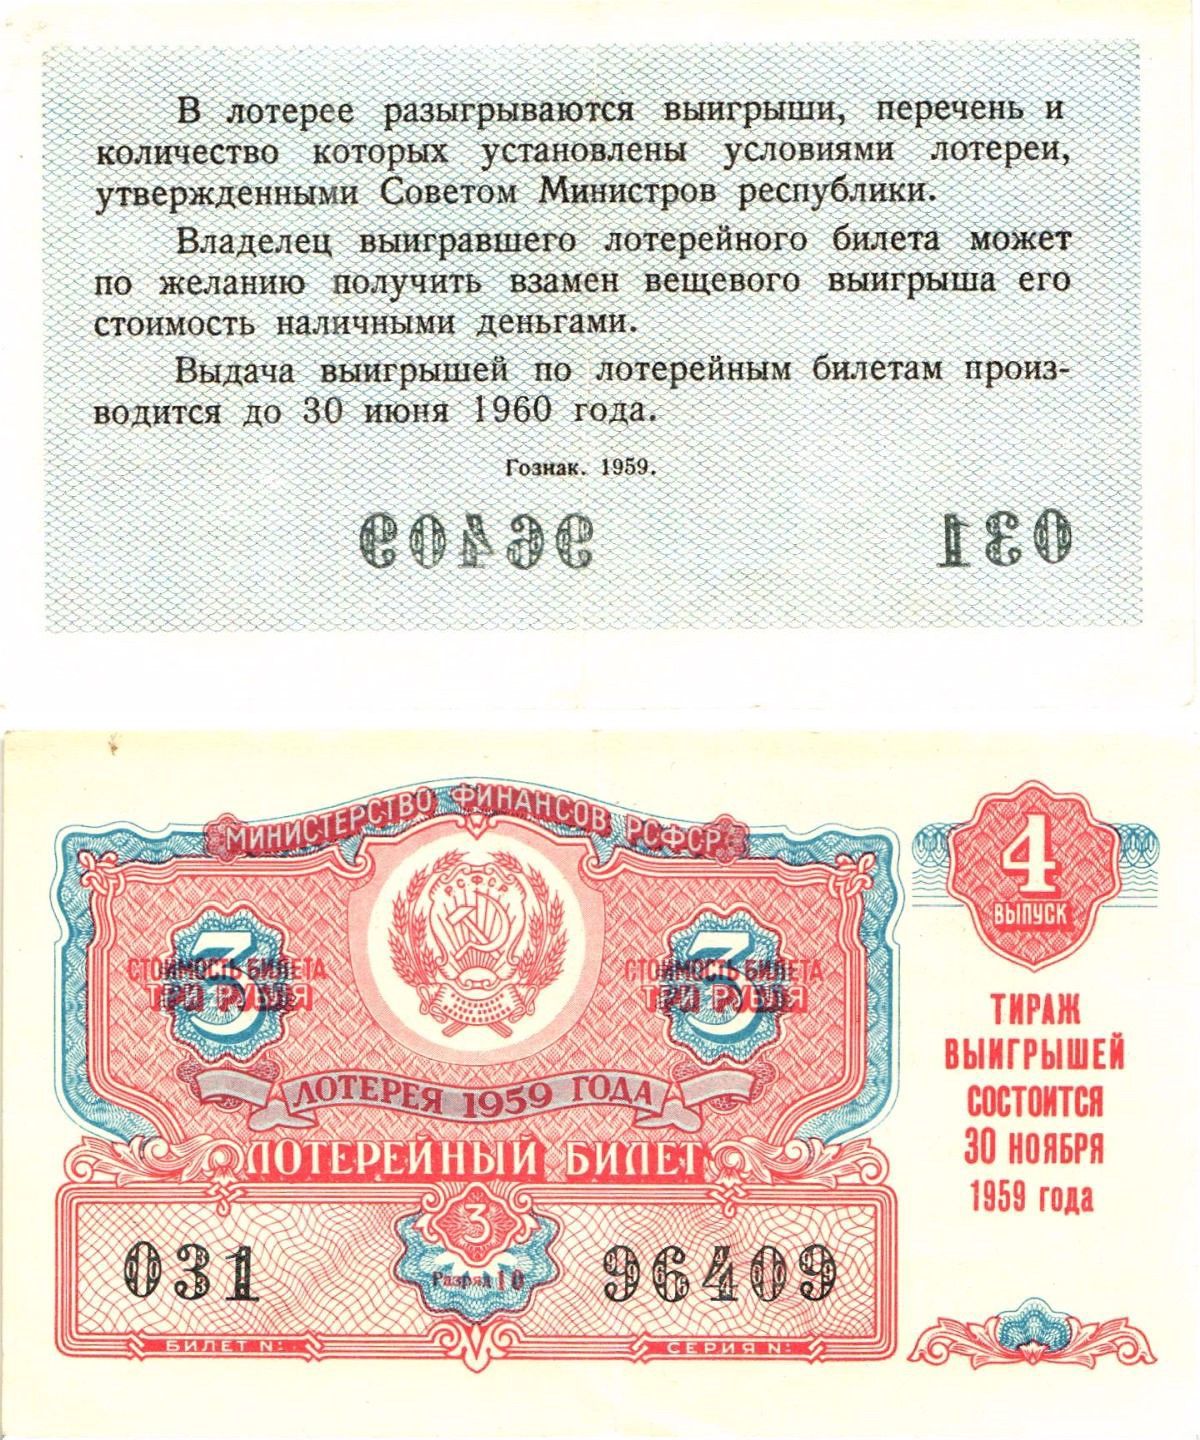 В лотерее разыгрываются выигрыши, перечень и
количество которых установлены условиями лотереи,
утвержденными Советом Министров республики.
Владелец выигравшего лотерейного билета может
по желанию получить взамен вещевого выигрыша его
стоимость наличными деньгами.
Выдача выигрышей по лотерейным билетам произ-
водится до 30 июня 1960 года.
Гознак. 1959.
96409 031
МИНИСТЕРСТВО ФИНАНСОВ РСФСР
РСФСР
3
СТОИМОСТЬ БИЛЕТА
ТРИ РУБЛЯ
3
СТОИМОСТЬ БИЛЕТА
ТРИ РУБЛЯ
ЛОТЕРЕЯ 1959 ГОДА
ЛОТЕРЕЙНЫЙ БИЛЕТ
3
Разряд 10
031 96409
БИЛЕТ № СЕРИЯ №
4
ВЫПУСК
ТИРАЖ
ВЫИГРЫШЕЙ
СОСТОИТСЯ
30 НОЯБРЯ
1959 года